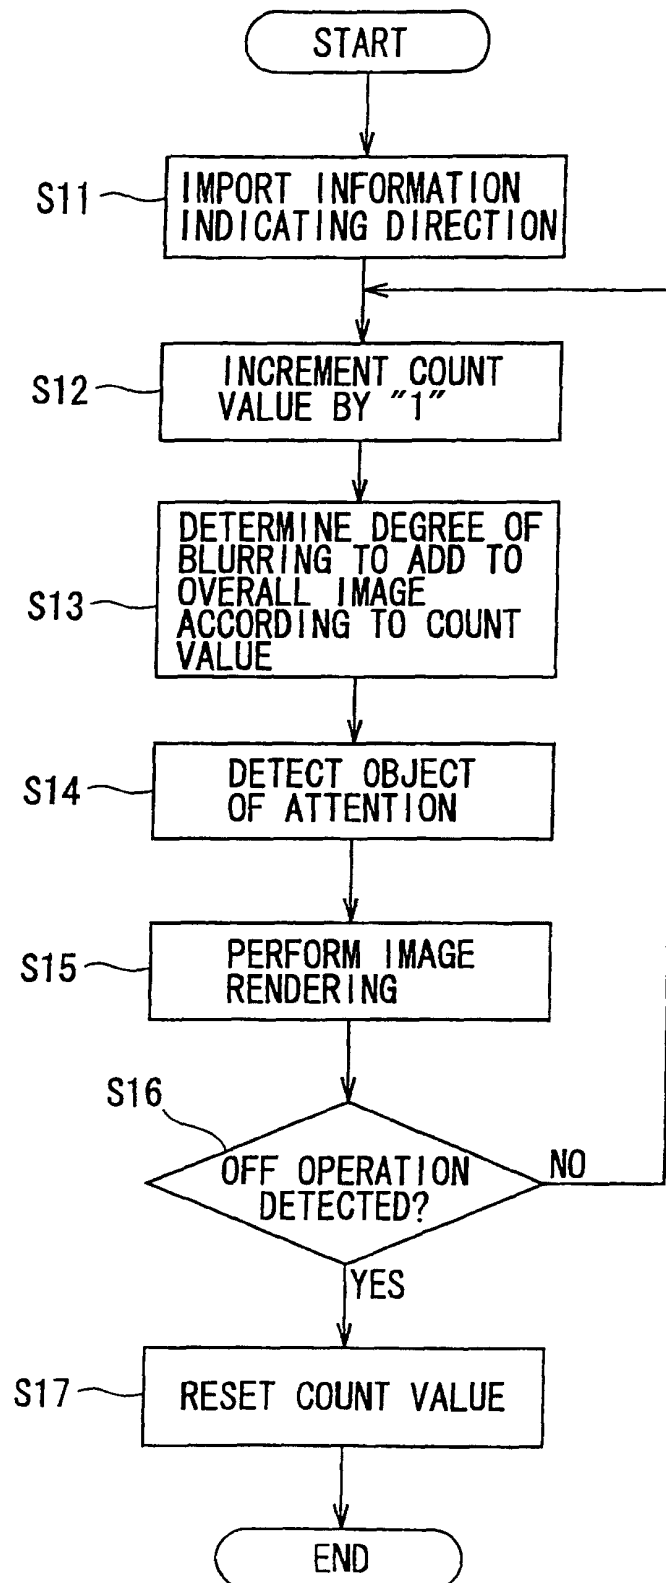 START
S11
IMPORT INFORMATION
INDICATING DIRECTION
S12
INCREMENT COUNT
VALUE BY "1"
S13
DETERMINE DEGREE OF
BLURRING TO ADD TO
OVERALL IMAGE
ACCORDING TO COUNT
VALUE
S14
DETECT OBJECT
OF ATTENTION
S15
PERFORM IMAGE
RENDERING
S16
OFF OPERATION
DETECTED?
NO
YES
S17
RESET COUNT VALUE
END